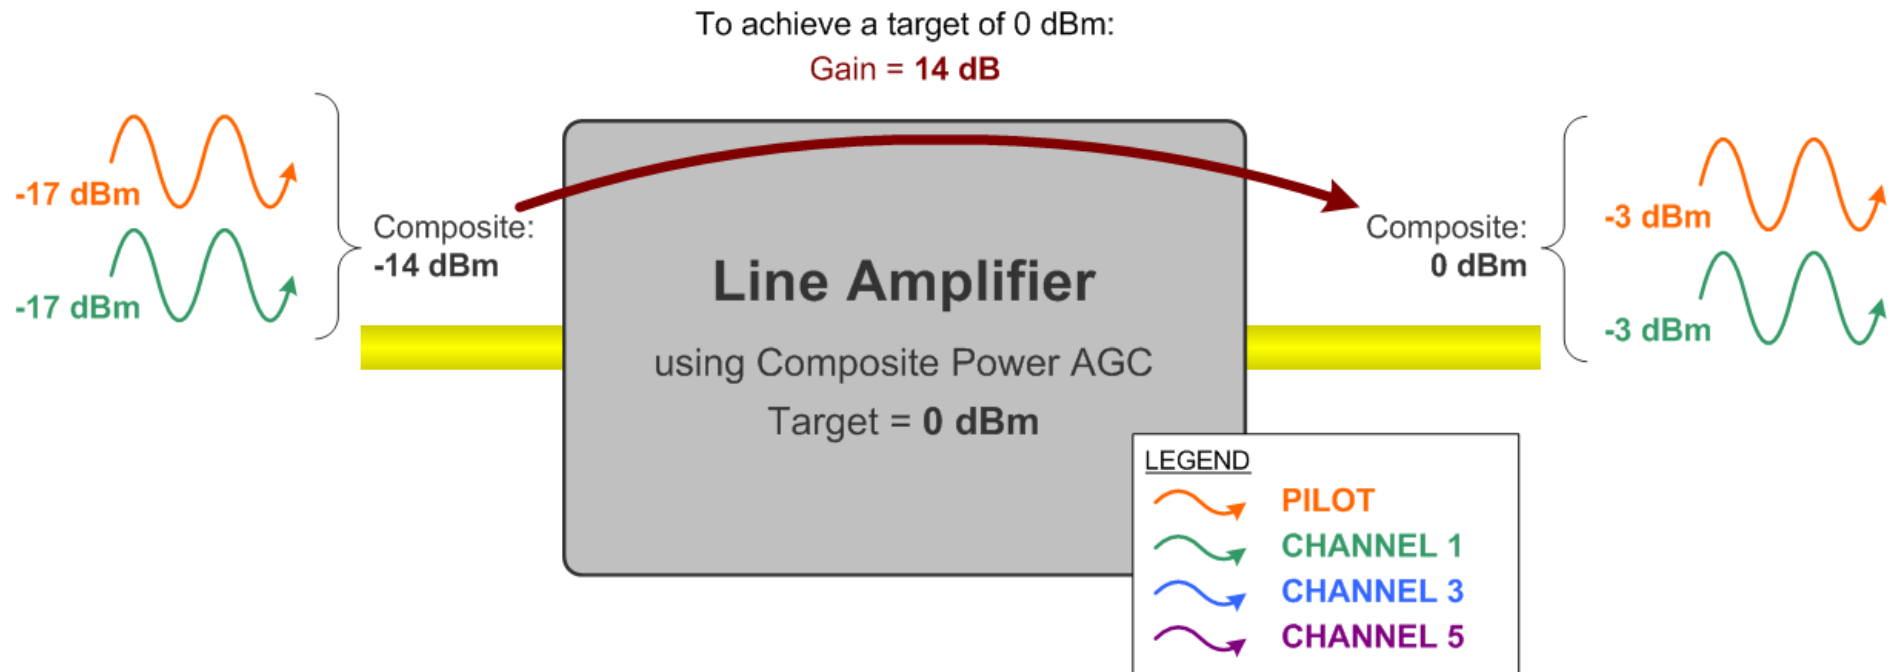 To achieve a target of 0 dBm:
Gain = 14 dB
-17 dBm
-17 dBm
Composite:
-14 dBm
Line Amplifier
using Composite Power AGC
Target = 0 dBm
Composite:
0 dBm
-3 dBm
-3 dBm
LEGEND
PILOT
CHANNEL 1
CHANNEL 3
CHANNEL 5